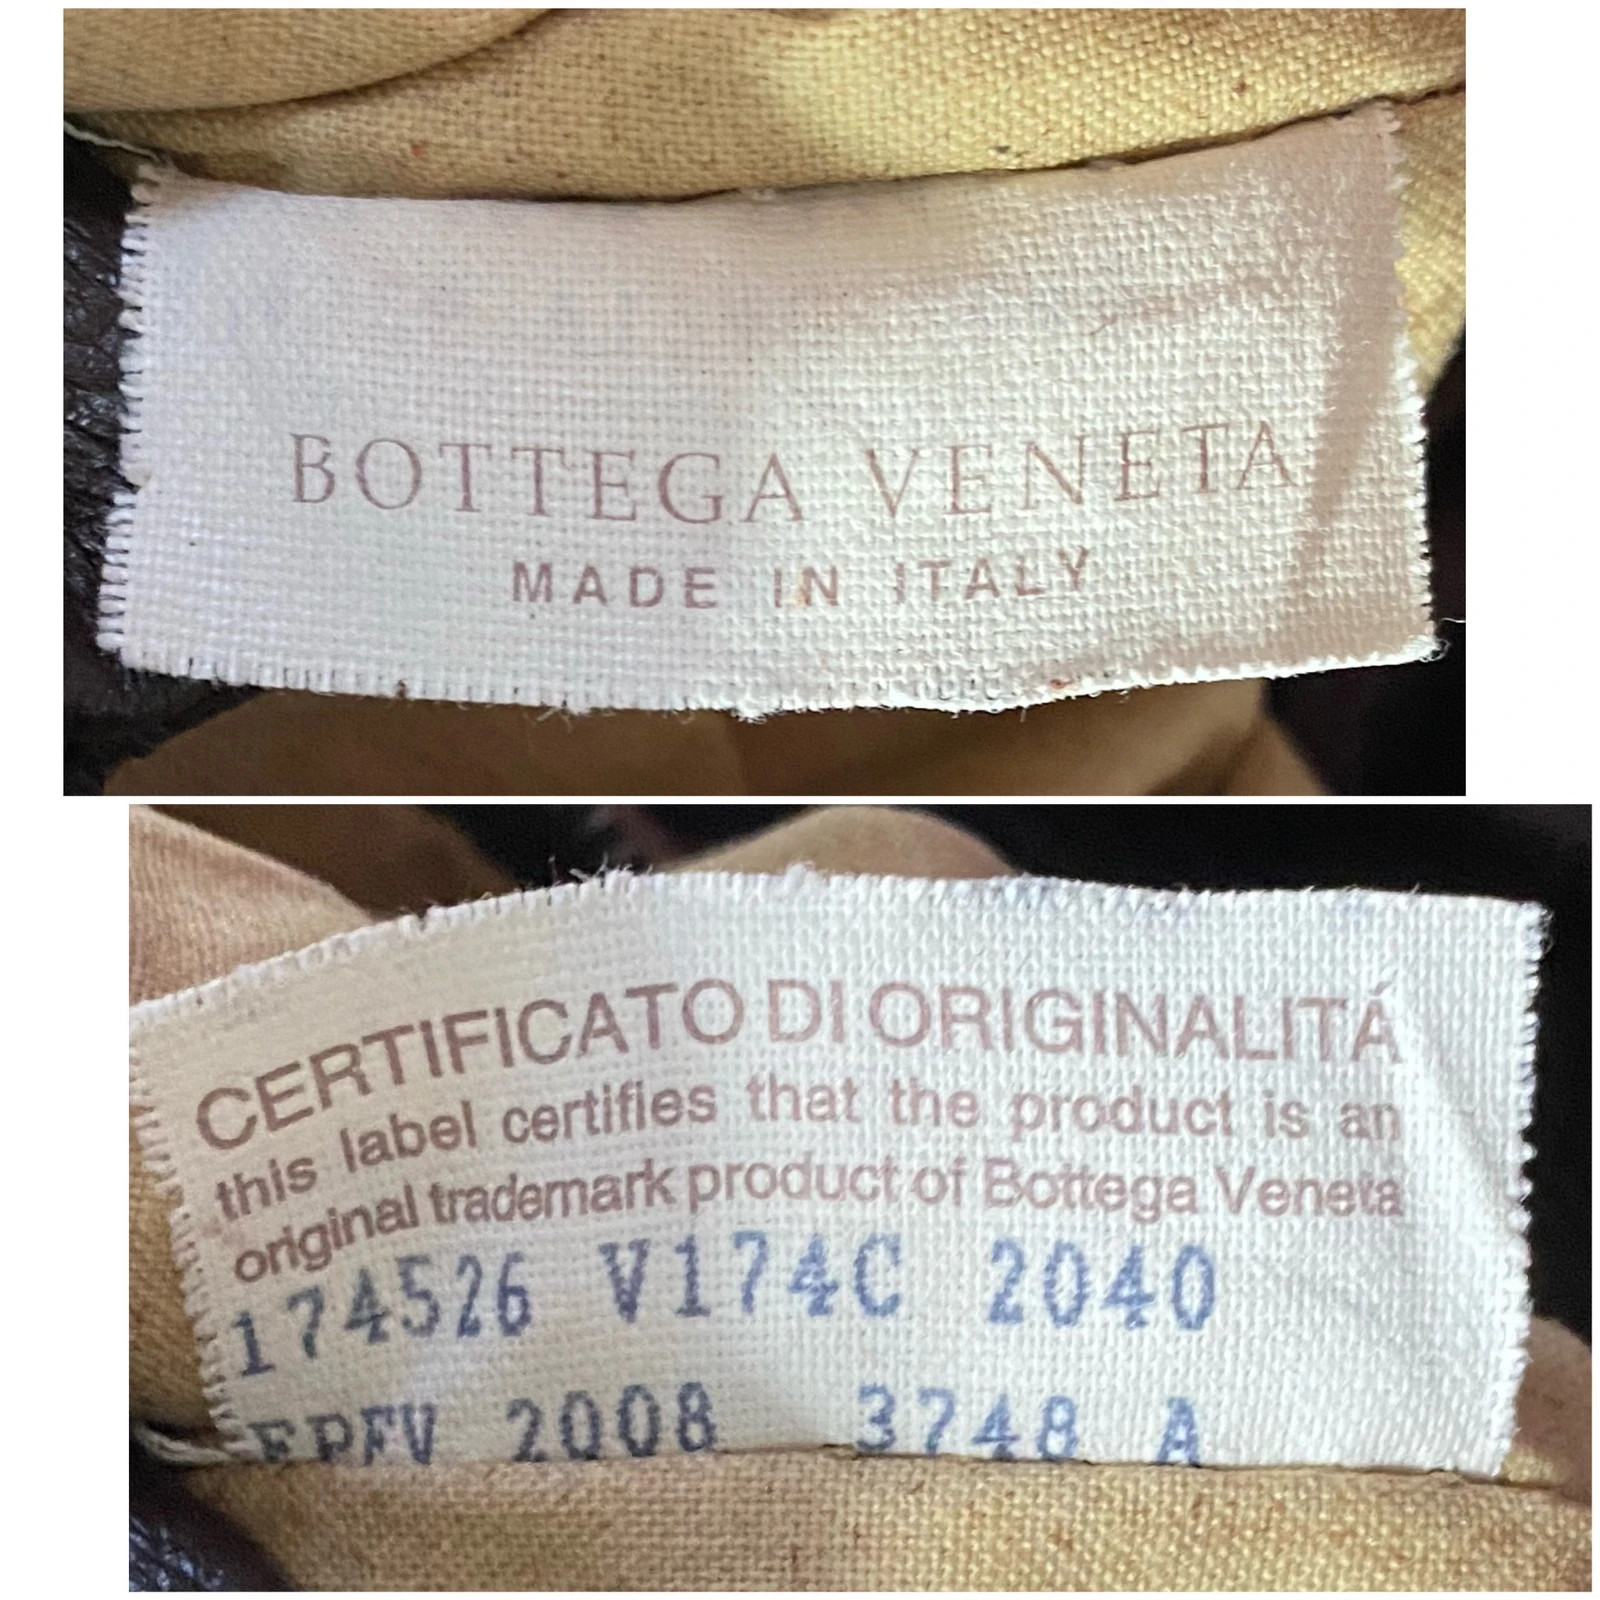 BOTTEGA VENETA
MADE IN ITALY
CERTIFICATO DI ORIGINALITÁ
this label certifies that the product is an
original trademark product of Bottega Veneta
174526 V174C 2040
2008 3748 A